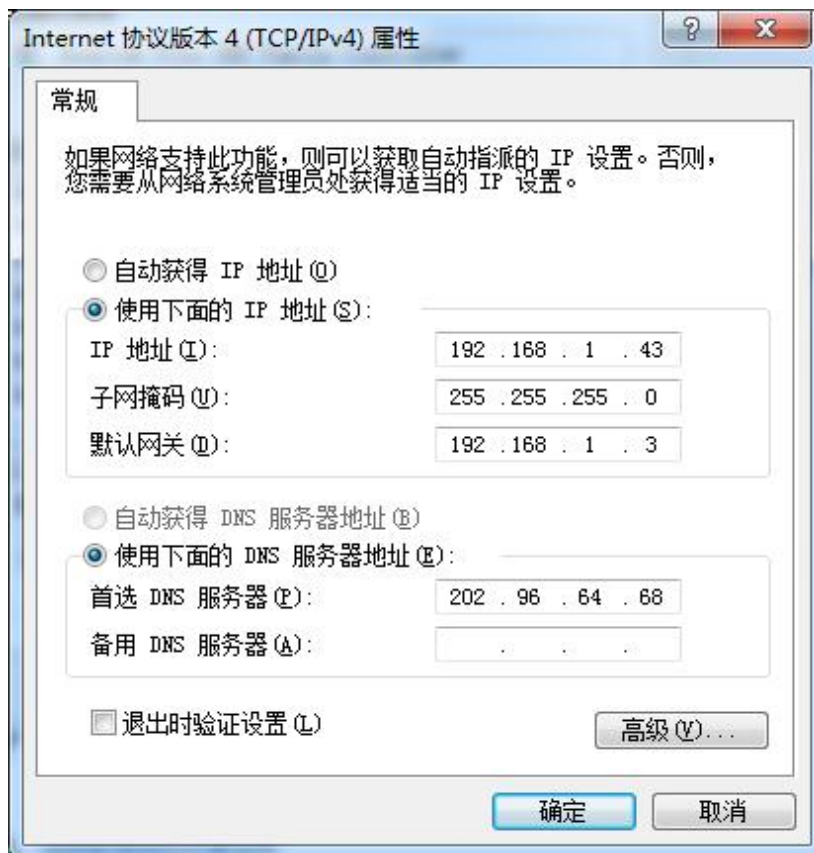 Internet 协议版本 4 (TCP/IPv4) 属性
常规
如果网络支持此功能，则可以获取自动指派的 IP 设置。否则，
您需要从网络系统管理员处获得适当的 IP 设置。
自动获得 IP 地址(O)
使用下面的 IP 地址(S):
IP 地址(I): 192 . 168 . 1 . 43
子网掩码(U): 255 . 255 . 255 . 0
默认网关(D): 192 . 168 . 1 . 3
自动获得 DNS 服务器地址(B)
使用下面的 DNS 服务器地址(E):
首选 DNS 服务器(P): 202 . 96 . 64 . 68
备用 DNS 服务器(A): . . .
退出时验证设置(L)
高级(V)...
确定 取消